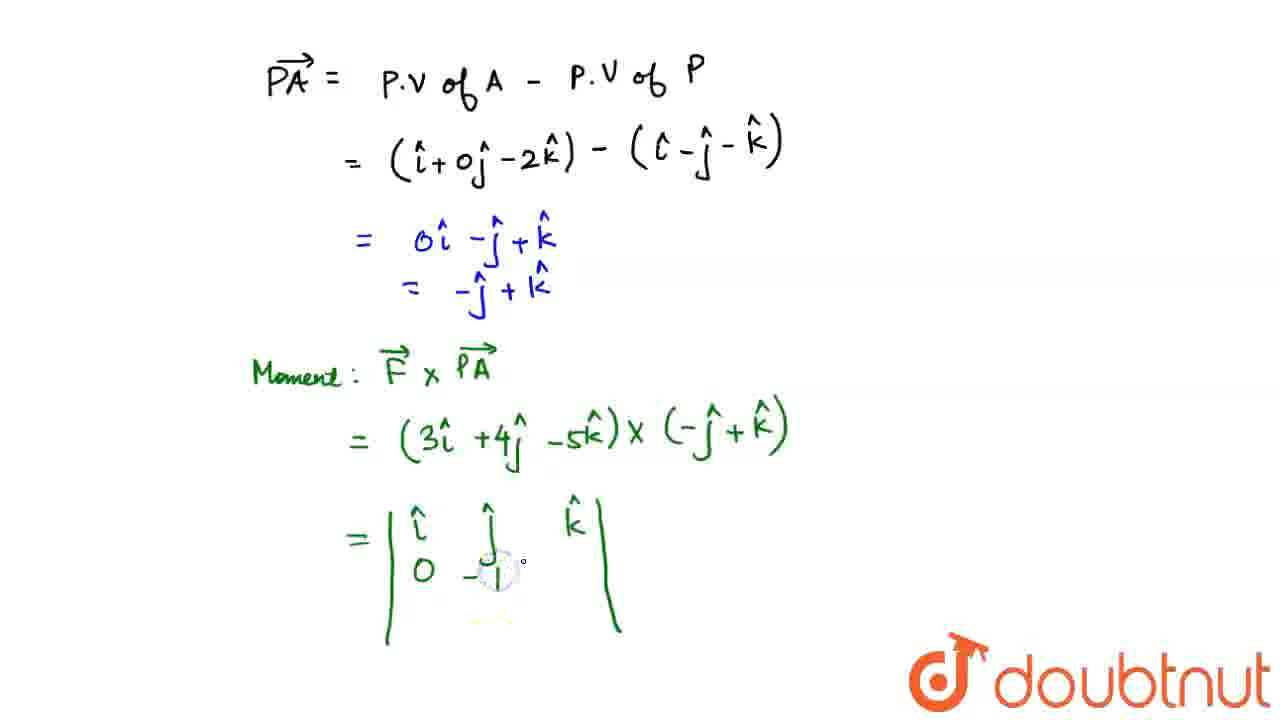 PA⃗ = P.V of A - P.V of P
= (î + 0ĵ - 2k̂) - (î - ĵ - k̂)
= 0î - ĵ + k̂
= -ĵ + k̂
Moment: F⃗ × PA⃗
= (3î + 4ĵ - 5k̂) × (-ĵ + k̂)
= | î ĵ k̂ |
0 -1
doubtnut